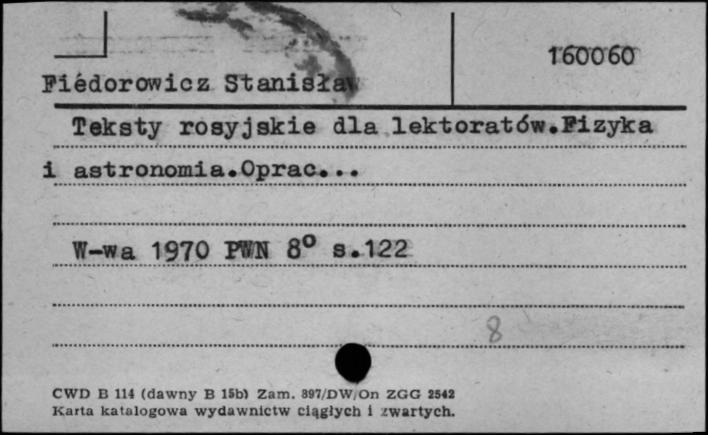 160060
Fiedorowicz Stanisław
Teksty rosyjskie dla lektoratów.Fizyka
i astronomia.Oprac...
W-wa 1970 PWN 8° s.122
8
CWD B 114 (dawny B 15b) Zam. 897/DW/On ZGG 2542
Karta katalogowa wydawnictw ciągłych i zwartych.